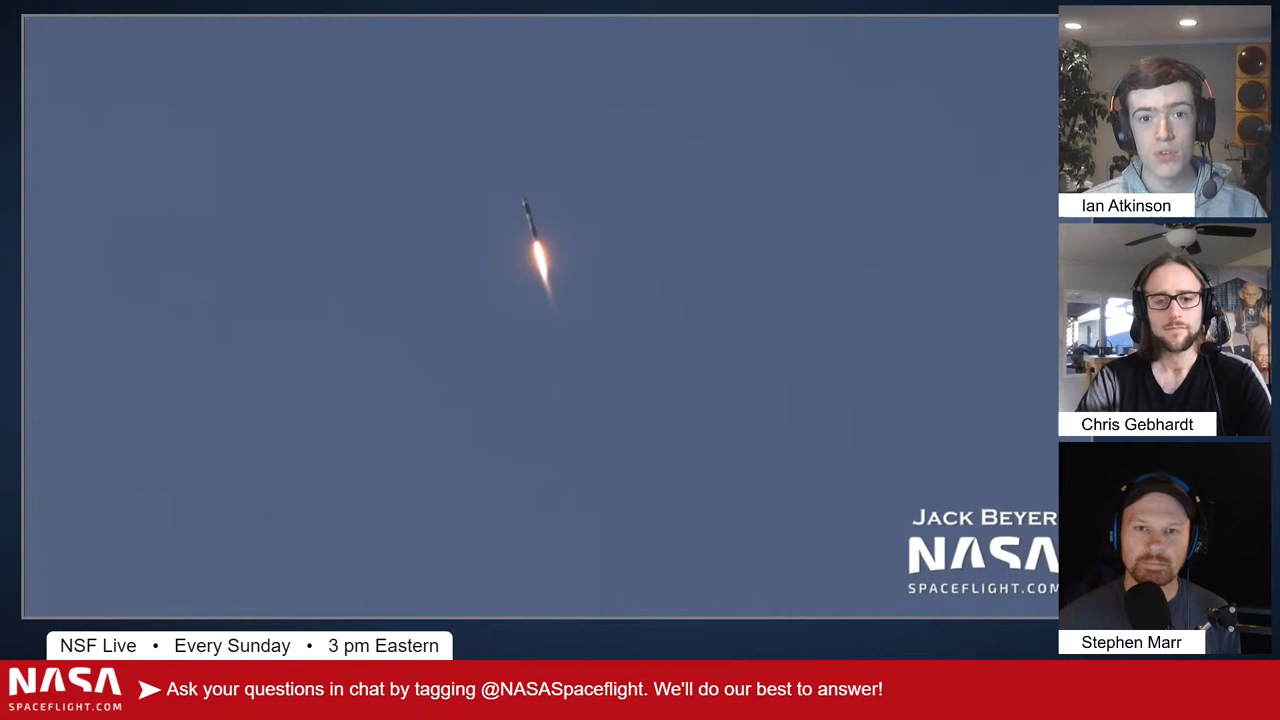 Ian Atkinson
Chris Gebhardt
JACK BEYER
NASA
SPACEFLIGHT.COM
Stephen Marr
NSF Live • Every Sunday • 3 pm Eastern
NASA
SPACEFLIGHT.COM
Ask your questions in chat by tagging @NASASpaceflight. We'll do our best to answer!